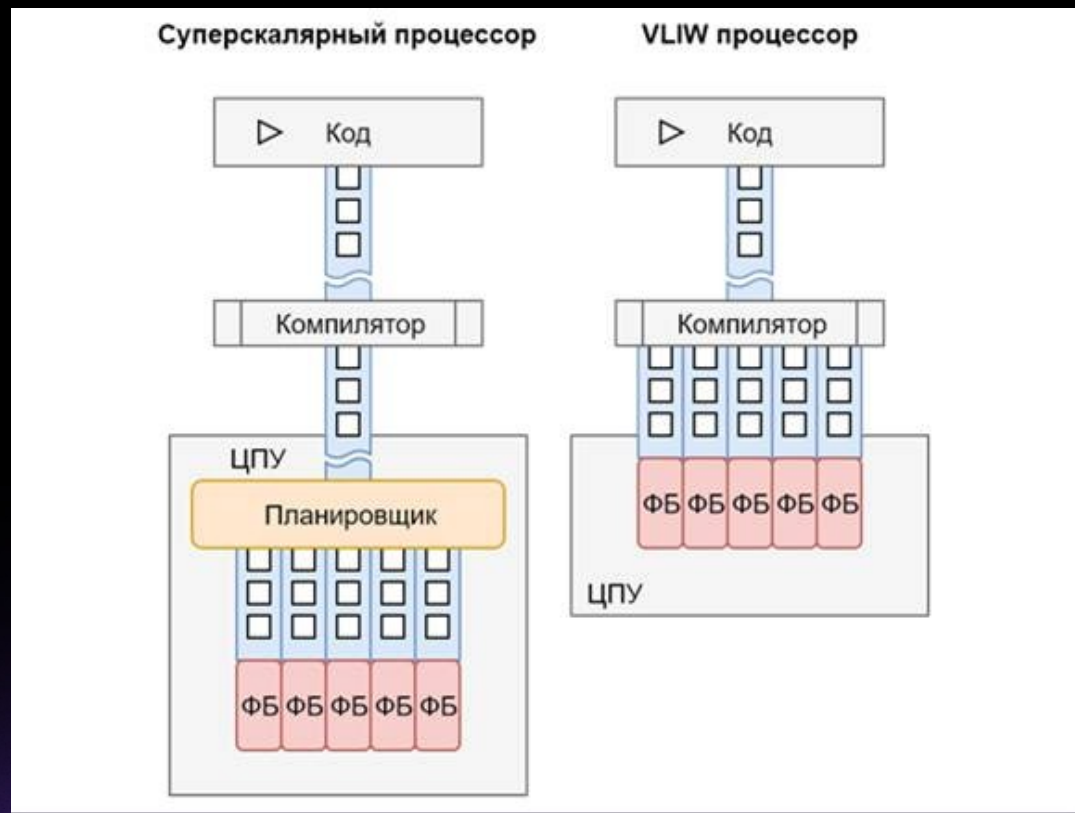 Суперскалярный процессор
Код
Компилятор
ЦПУ
Планировщик
ФБ ФБ ФБ ФБ ФБ
VLIW процессор
Код
Компилятор
ФБ ФБ ФБ ФБ ФБ
ЦПУ